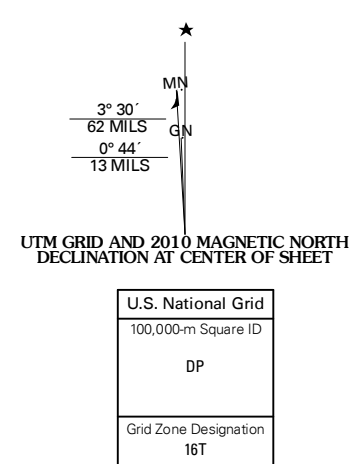 ★
MN
3° 30´
62 MILS
GN
0° 44´
13 MILS
UTM GRID AND 2010 MAGNETIC NORTH
DECLINATION AT CENTER OF SHEET
U.S. National Grid
100,000-m Square ID
DP
Grid Zone Designation
16T